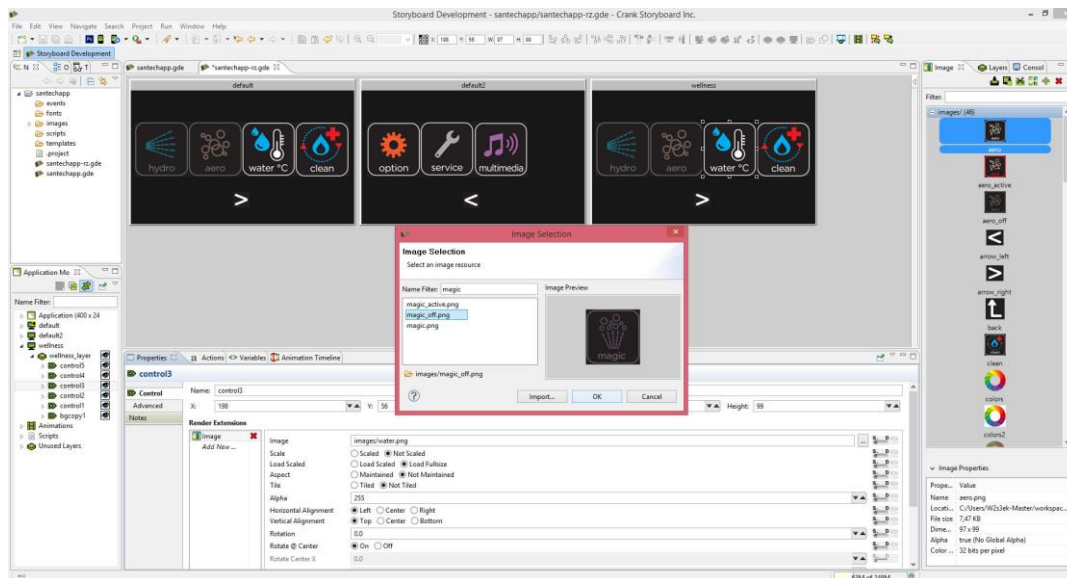 Storyboard Development - santechapp/santechapp-rz.gde - Crank Storyboard Inc.
File Edit View Navigate Search Project Run Window Help
X: 198 Y: 56 W 97 H 99
Storyboard Development
santechapp.gde *santechapp-rz.gde
Image Layers Consol
Filter:
images/ (46)
aero
aero_active
aero_off
arrow_left
arrow_right
back
clean
colors
colors2
santechapp
events
fonts
images
scripts
templates
.project
santechapp-rz.gde
santechapp.gde
default default2 wellness
hydro aero water °C clean
option service multimedia
hydro aero water °C clean
> < >
Image Selection
Image Selection
Select an image resource
Name Filter: magic Image Preview
magic_active.png
magic_off.png
magic.png
magic
images/magic_off.png
Import... OK Cancel
Application Mo
Name Filter:
Application (400 x 24
default
default2
wellness
wellness_layer
control5
control4
control3
control2
control1
bgcopy1
Animations
Scripts
Unused Layers
Properties Actions Variables Animation Timeline
control3
Control
Advanced
Notes
Name: control3
X: 198 Y: 56 Height: 99
Render Extensions
Image
Add New ...
Image images/water.png
Scale Scaled Not Scaled
Load Scaled Load Scaled Load Fullsize
Aspect Maintained Not Maintained
Tile Tiled Not Tiled
Alpha 255
Horizontal Alignment Left Center Right
Vertical Alignment Top Center Bottom
Rotation 0.0
Rotate @ Center On Off
Rotate Center X 0.0
Image Properties
Prope... Value
Name aero.png
Locati... C:/Users/W2s3ek-Master/workspac...
File size 7,47 KB
Dime... 97 x 99
Alpha true (No Global Alpha)
Color ... 32 bits per pixel